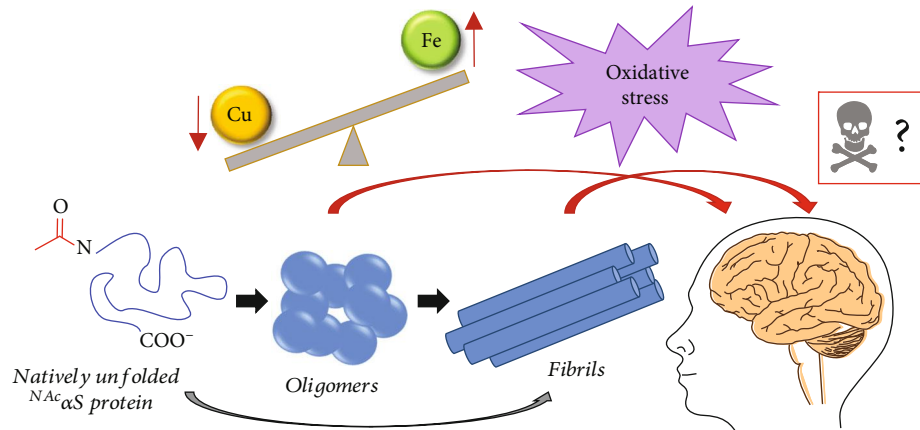 Fe
Cu
Oxidative
stress
?
O
N
COO⁻
Natively unfolded
ᴺᴬᶜαS protein
Oligomers
Fibrils